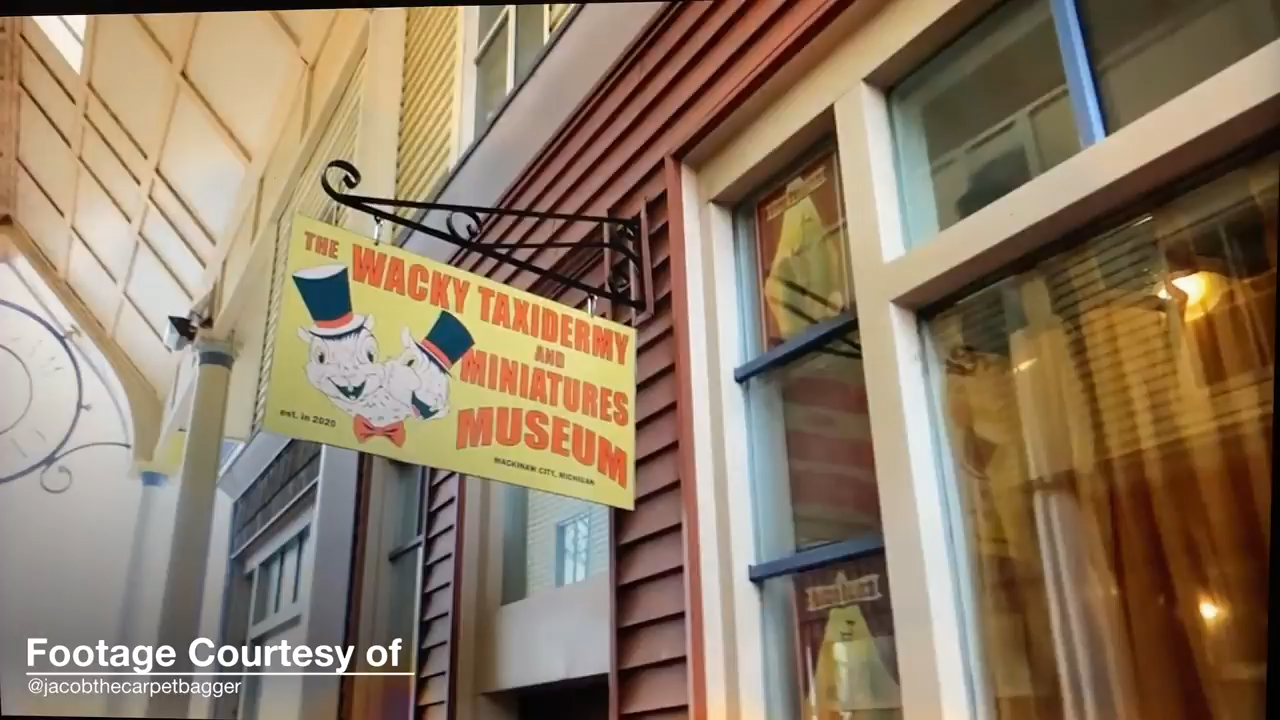 THE WACKY TAXIDERMY
AND
MINIATURES
MUSEUM
est. in 2020
MACKINAW CITY, MICHIGAN
Footage Courtesy of
@jacobthecarpetbagger